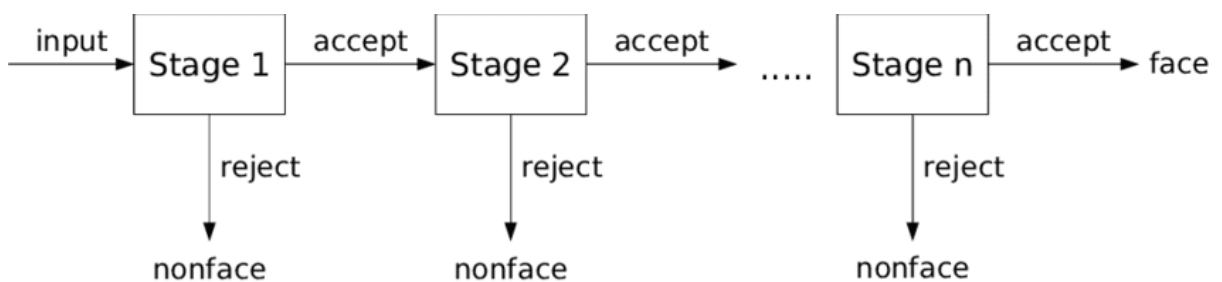 input
Stage 1
accept
Stage 2
accept
.....
Stage n
accept
face
reject
reject
reject
nonface
nonface
nonface